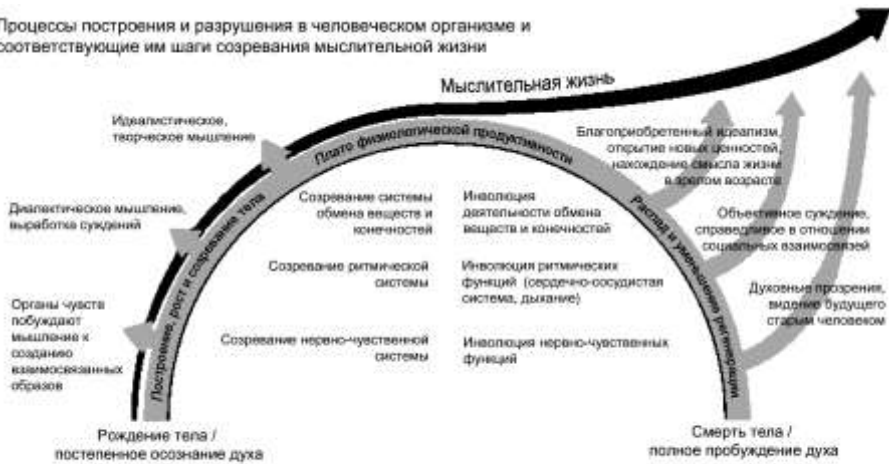 Процессы построения и разрушения в человеческом организме и
соответствующие им шаги созревания мыслительной жизни
Мыслительная жизнь
Идеалистическое,
творческое мышление
Плато физиологической продуктивности
Благоприобретенный идеализм,
открытие новых ценностей,
нахождение смысла жизни
в зрелом возрасте
Диалектическое мышление,
выработка суждений
Построение, рост и созревание тела
Созревание системы
обмена веществ и
конечностей
Инволюция
деятельности обмена
веществ и конечностей
Распад и уменьшение регенерации
Объективное суждение,
справедливое в отношении
социальных взаимосвязей
Созревание ритмической
системы
Инволюция ритмических
функций (сердечно-сосудистая
система, дыхание)
Духовные прозрения,
видение будущего
старым человеком
Органы чувств
побуждают
мышление к
созданию
взаимосвязанных
образов
Созревание нервно-чувственной
системы
Инволюция нервно-чувственных
функций
Рождение тела /
постепенное осознание духа
Смерть тела /
полное пробуждение духа